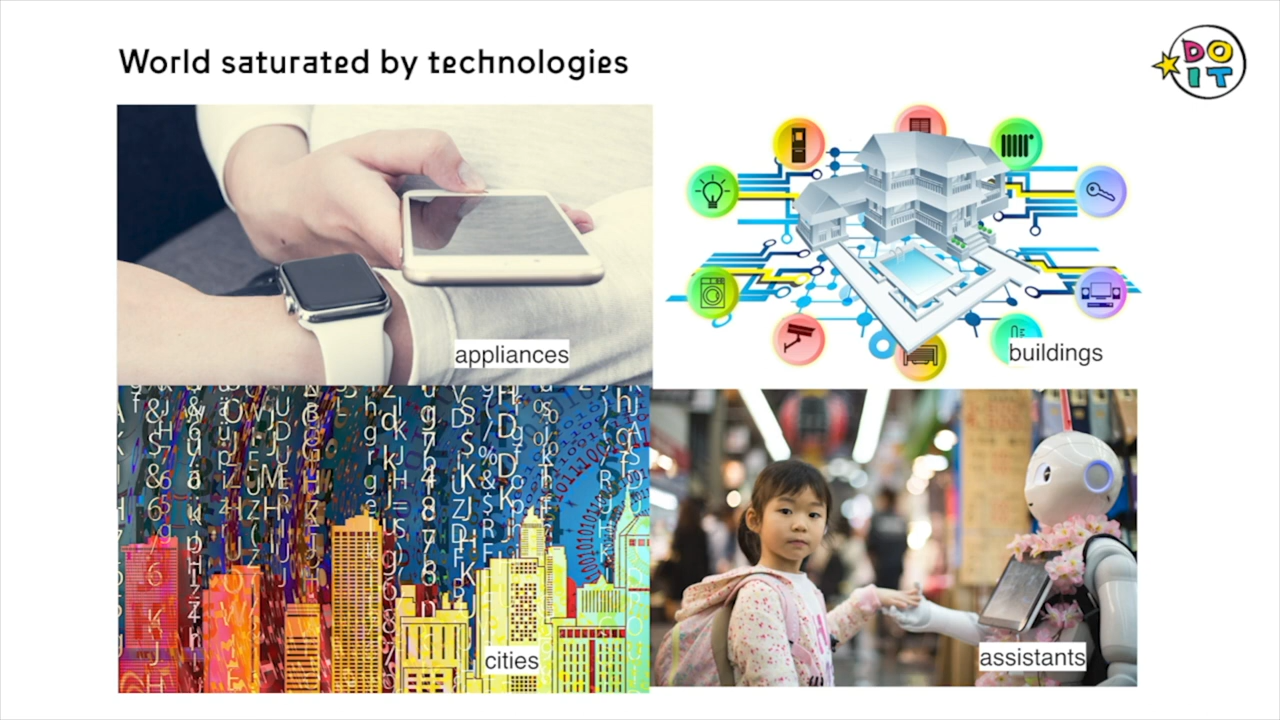 World saturated by technologies
DO
IT
appliances
buildings
cities
assistants